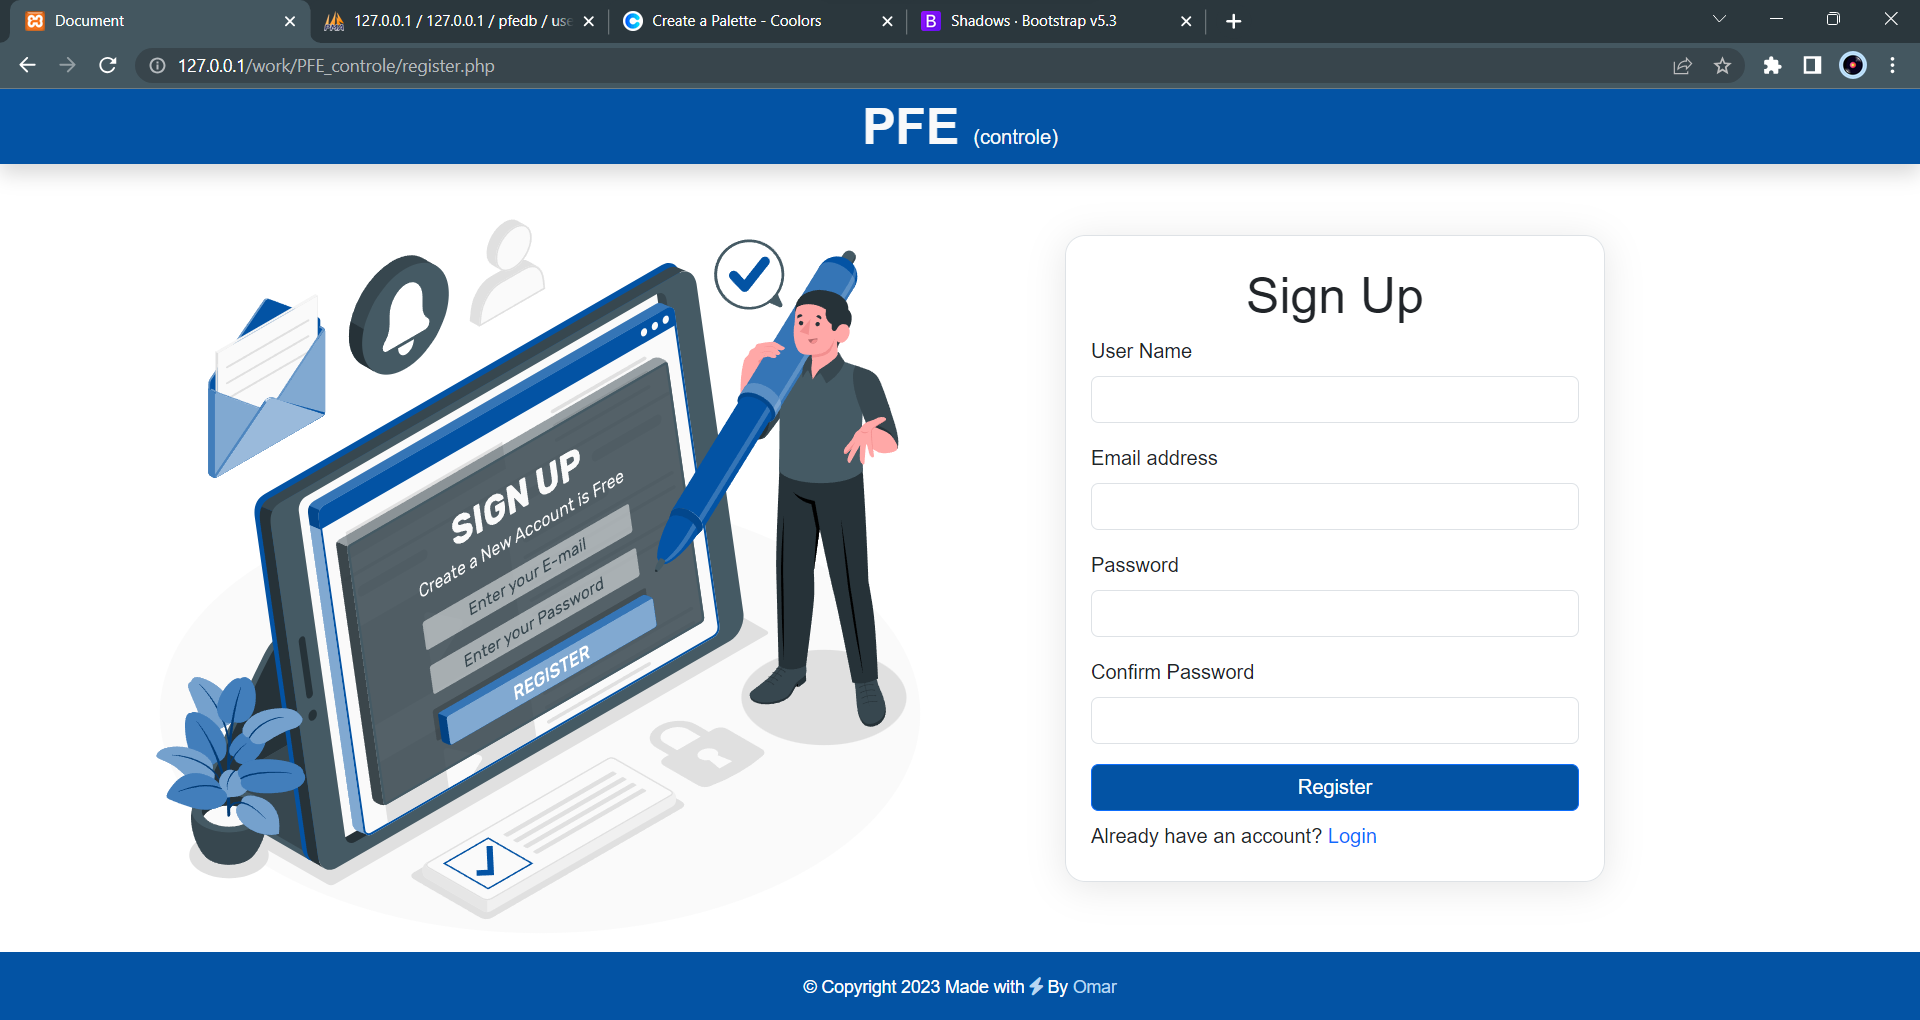 Document
127.0.0.1 / 127.0.0.1 / pfedb / use
Create a Palette - Coolors
B
Shadows · Bootstrap v5.3
127.0.0.1/work/PFE_controle/register.php
PFE (controle)
SIGN UP
Create a New Account is Free
Enter your E-mail
Enter your Password
REGISTER
Sign Up
User Name
Email address
Password
Confirm Password
Register
Already have an account? Login
© Copyright 2023 Made with By Omar